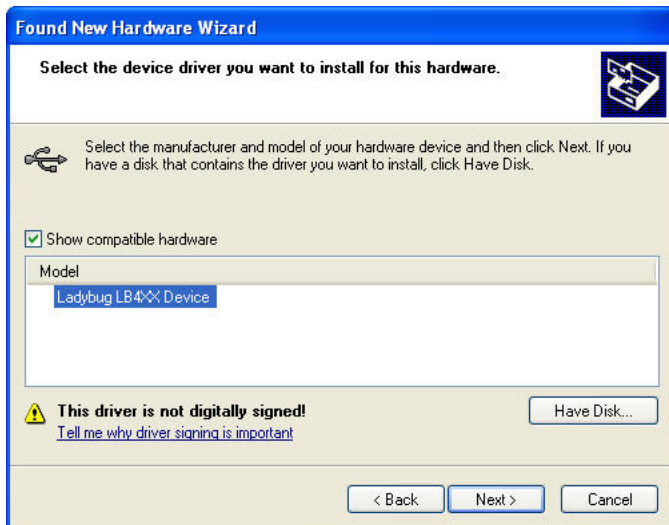 Found New Hardware Wizard
Select the device driver you want to install for this hardware.
Select the manufacturer and model of your hardware device and then click Next. If you
have a disk that contains the driver you want to install, click Have Disk.
Show compatible hardware
Model
Ladybug LB4XX Device
This driver is not digitally signed!
Tell me why driver signing is important
Have Disk...
< Back
Next >
Cancel